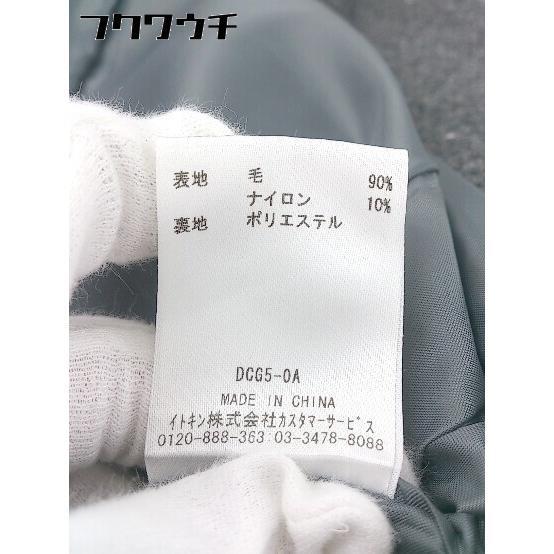 フクワウチ
表地 毛 90%
ナイロン 10%
裏地 ポリエステル
DCG5-0A
MADE IN CHINA
イトキン株式会社カスタマーサービス
0120-888-363:03-3478-8088